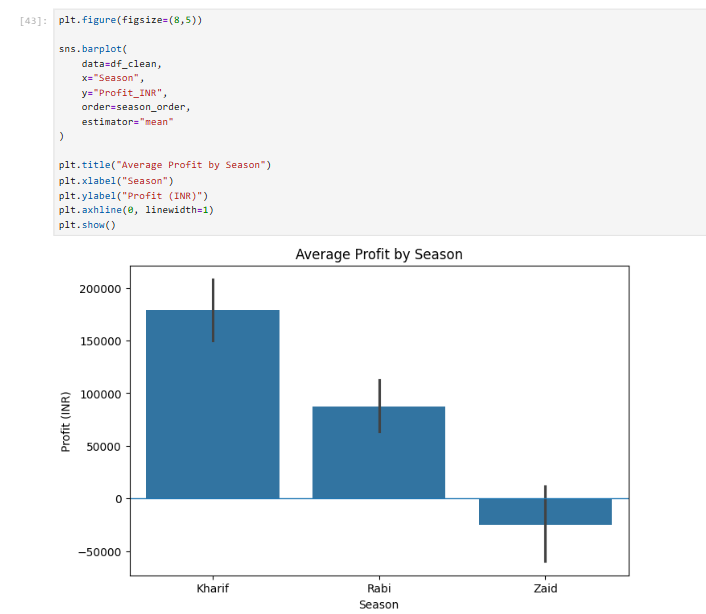 [43]:
plt.figure(figsize=(8,5))
sns.barplot(
    data=df_clean,
    x="Season",
    y="Profit_INR",
    order=season_order,
    estimator="mean"
)
plt.title("Average Profit by Season")
plt.xlabel("Season")
plt.ylabel("Profit (INR)")
plt.axhline(0, linewidth=1)
plt.show()
Average Profit by Season
Profit (INR)
200000
150000
100000
50000
0
−50000
Kharif Rabi Zaid
Season